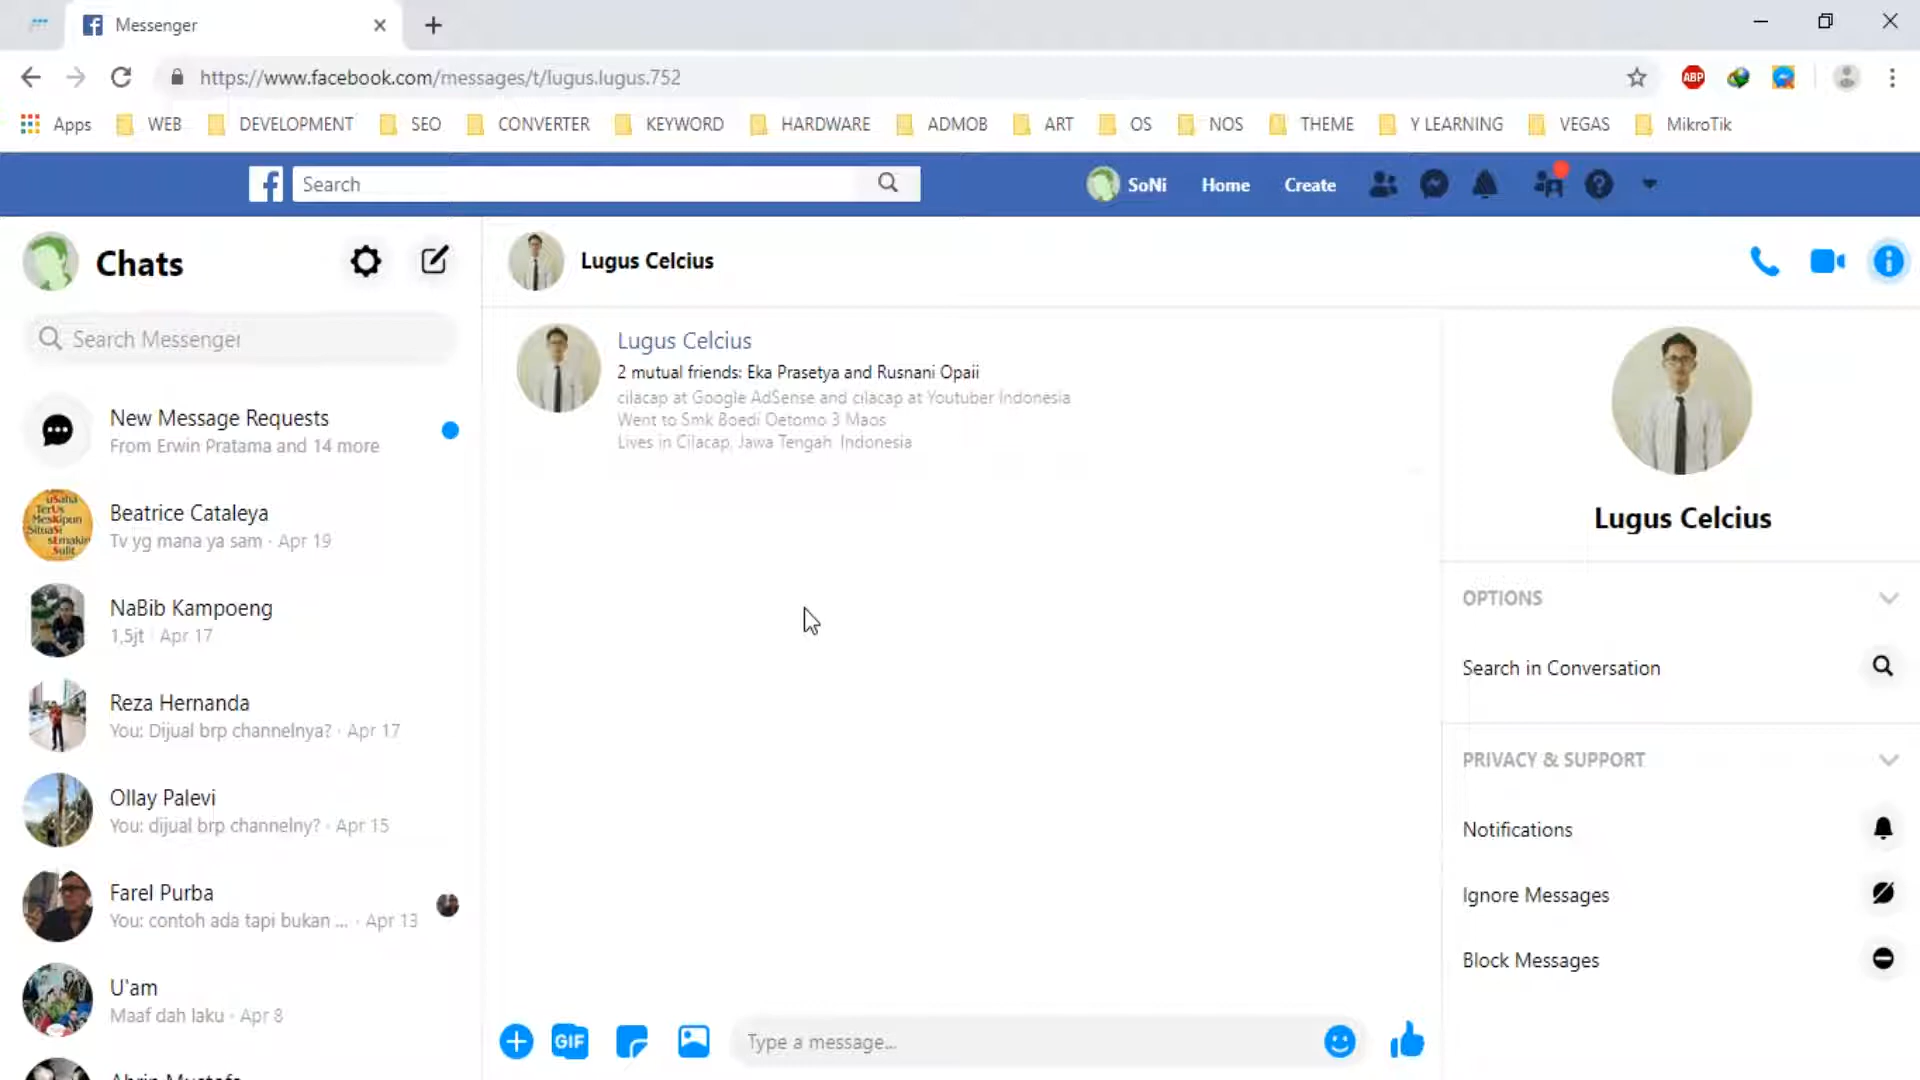 Messenger
https://www.facebook.com/messages/t/lugus.lugus.752
ABP
Apps WEB DEVELOPMENT SEO CONVERTER KEYWORD HARDWARE ADMOB ART OS NOS THEME Y LEARNING VEGAS MikroTik
Search
SoNi Home Create
Chats
Search Messenger
New Message Requests
From Erwin Pratama and 14 more
uSaha
TerUs
MesKipun
SituaSi
sEmakin
Sulit
Beatrice Cataleya
Tv yg mana ya sam · Apr 19
NaBib Kampoeng
1,5jt · Apr 17
Reza Hernanda
You: Dijual brp channelnya? · Apr 17
Ollay Palevi
You: dijual brp channelny? · Apr 15
Farel Purba
You: contoh ada tapi bukan ... · Apr 13
U'am
Maaf dah laku · Apr 8
Lugus Celcius
Lugus Celcius
2 mutual friends: Eka Prasetya and Rusnani Opaii
cilacap at Google AdSense and cilacap at Youtuber Indonesia
Went to Smk Boedi Oetomo 3 Maos
Lives in Cilacap, Jawa Tengah, Indonesia
GIF
Type a message...
Lugus Celcius
OPTIONS
Search in Conversation
PRIVACY & SUPPORT
Notifications
Ignore Messages
Block Messages